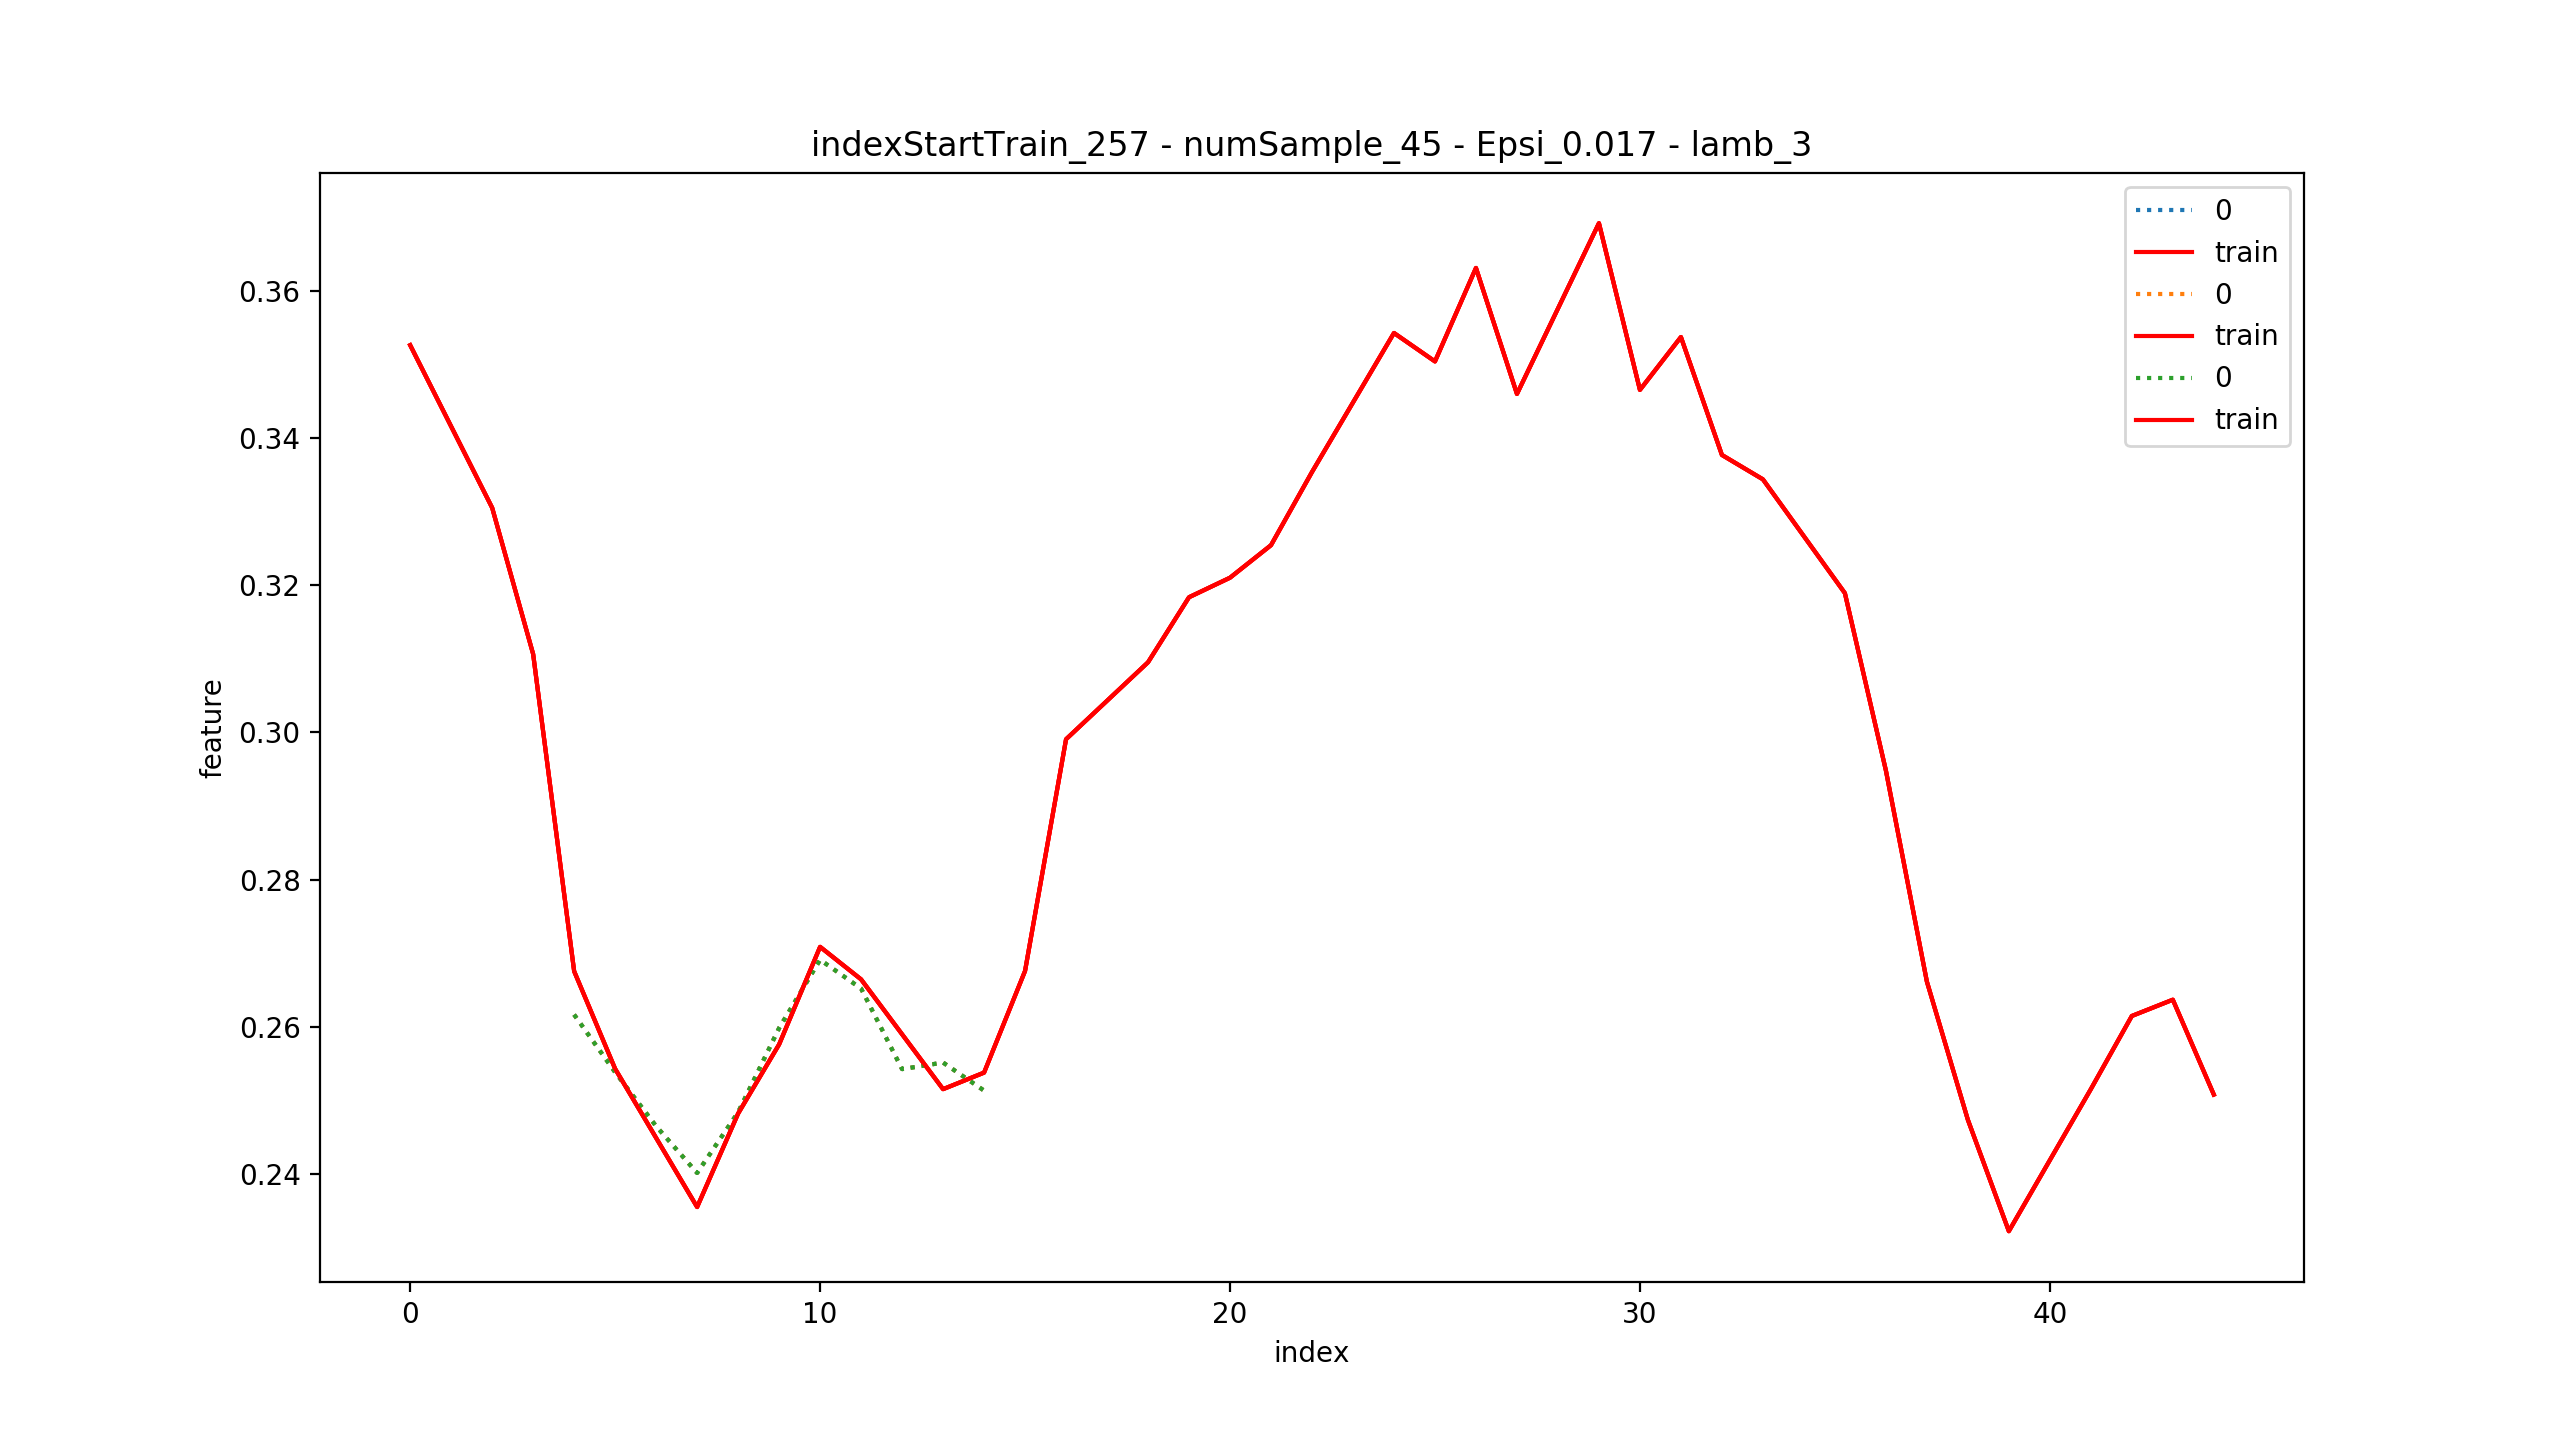 indexStartTrain_257 - numSample_45 - Epsi_0.017 - lamb_3
0
train
0
train
0
train
0.36
0.34
0.32
0.30
0.28
0.26
0.24
feature
0 10 20 30 40
index